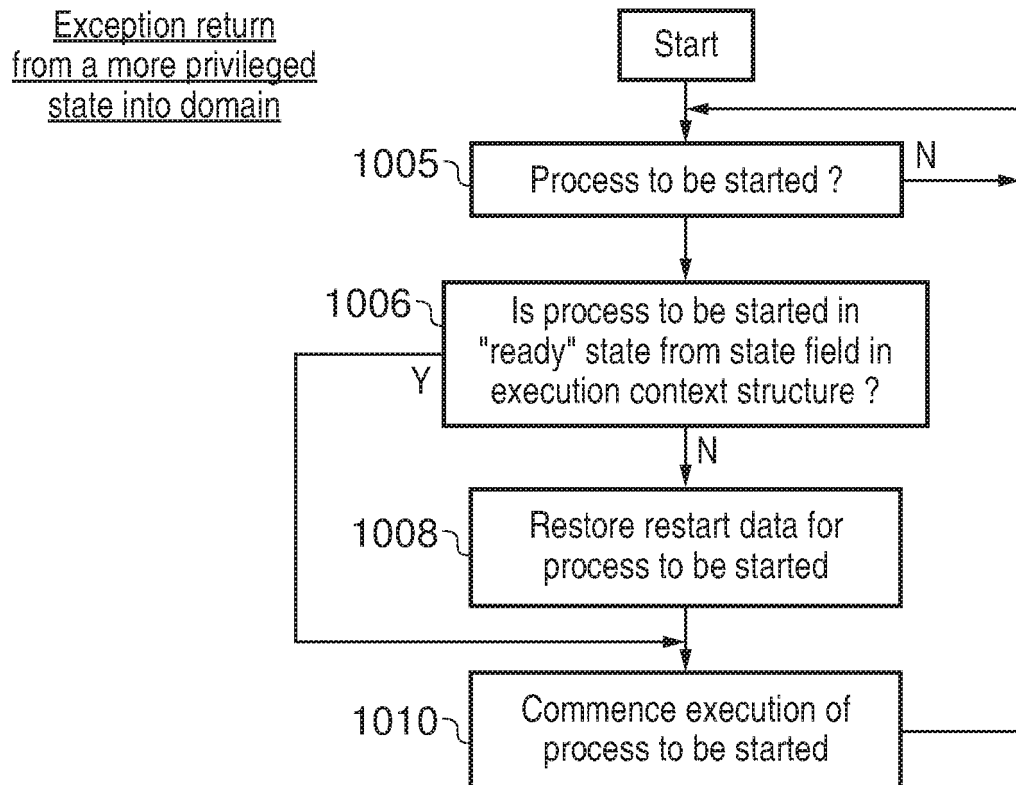 Exception return
from a more privileged
state into domain
Start
1005
Process to be started ?
N
1006
Is process to be started in
"ready" state from state field in
execution context structure ?
Y
N
1008
Restore restart data for
process to be started
1010
Commence execution of
process to be started